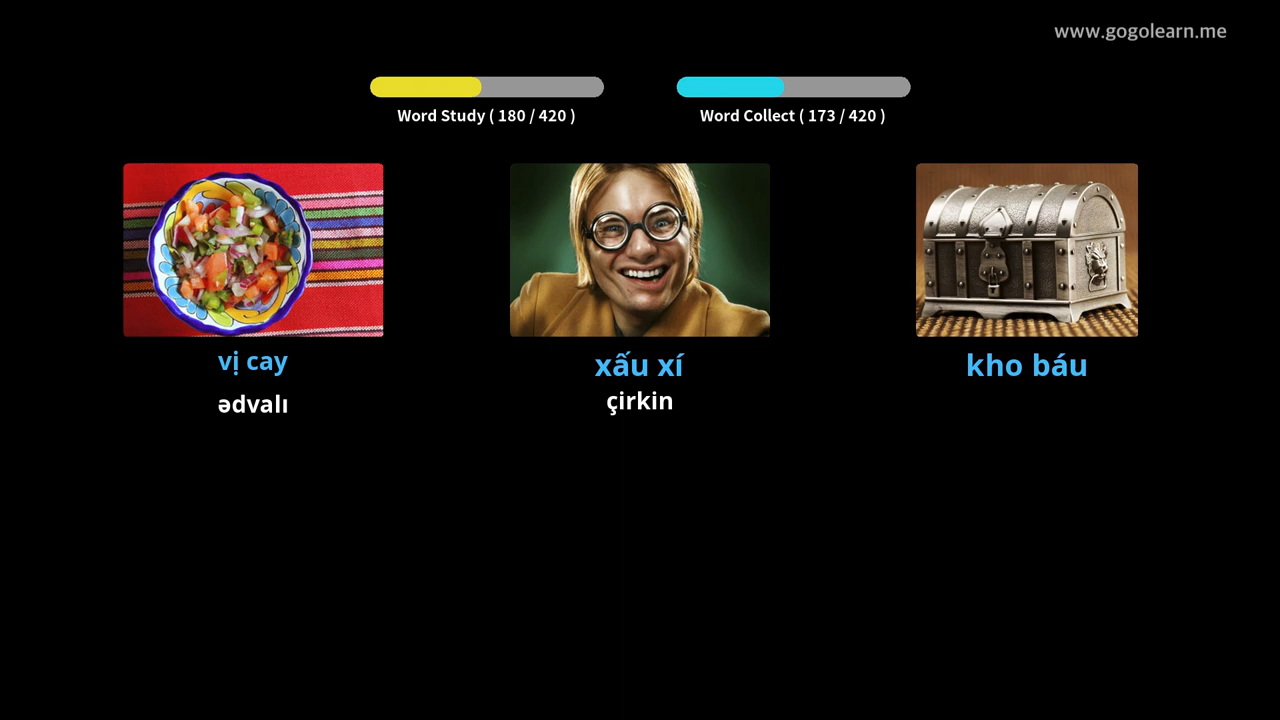 www.gogolearn.me
Word Study ( 180 / 420 )
Word Collect ( 173 / 420 )
vị cay
ədvalı
xấu xí
çirkin
kho báu